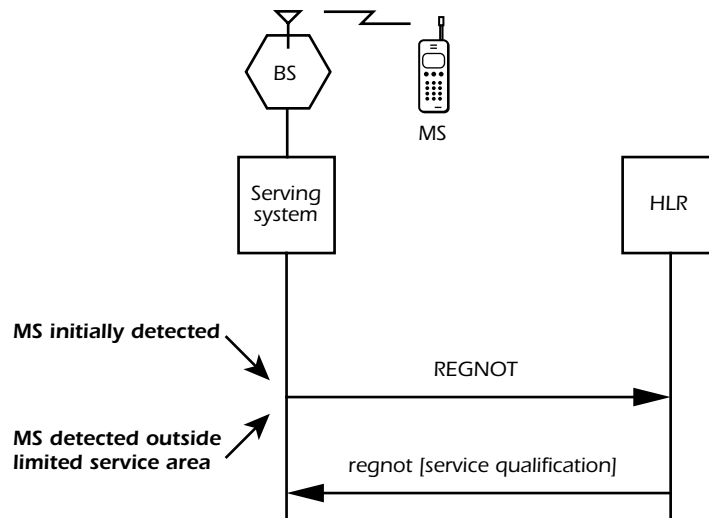 BS
MS
Serving
system
HLR
MS initially detected
REGNOT
MS detected outside
limited service area
regnot [service qualification]